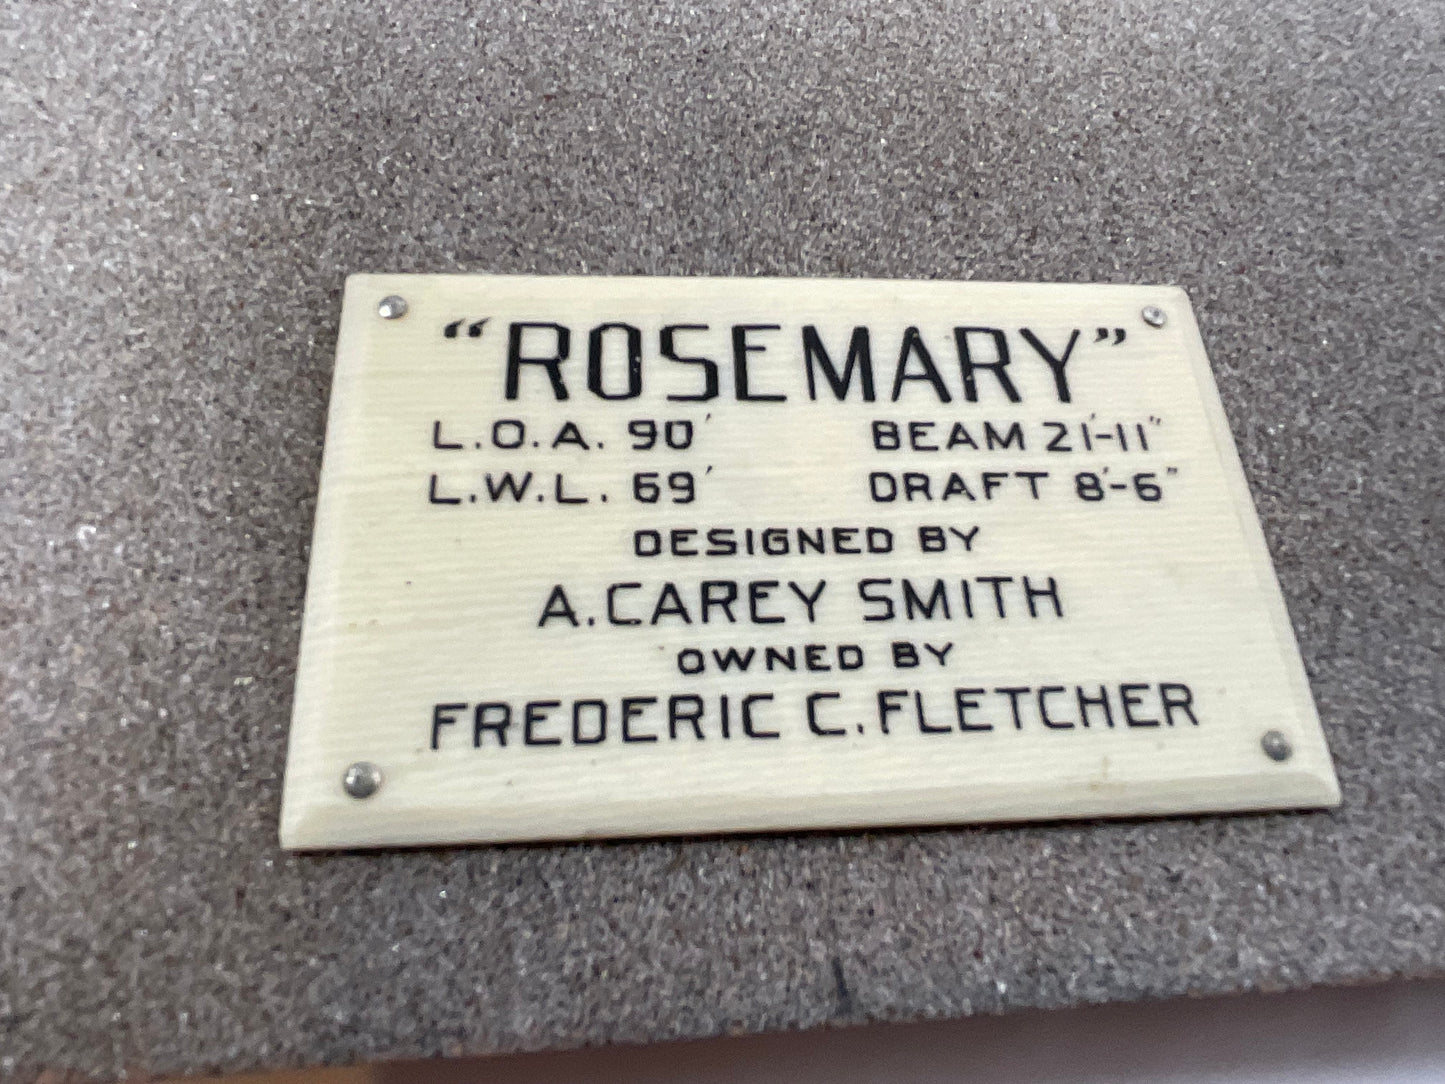 “ROSEMARY”
L.O.A. 90' BEAM 21'-11"
L.W.L. 69' DRAFT 8'-6"
DESIGNED BY
A. CAREY SMITH
OWNED BY
FREDERIC C. FLETCHER